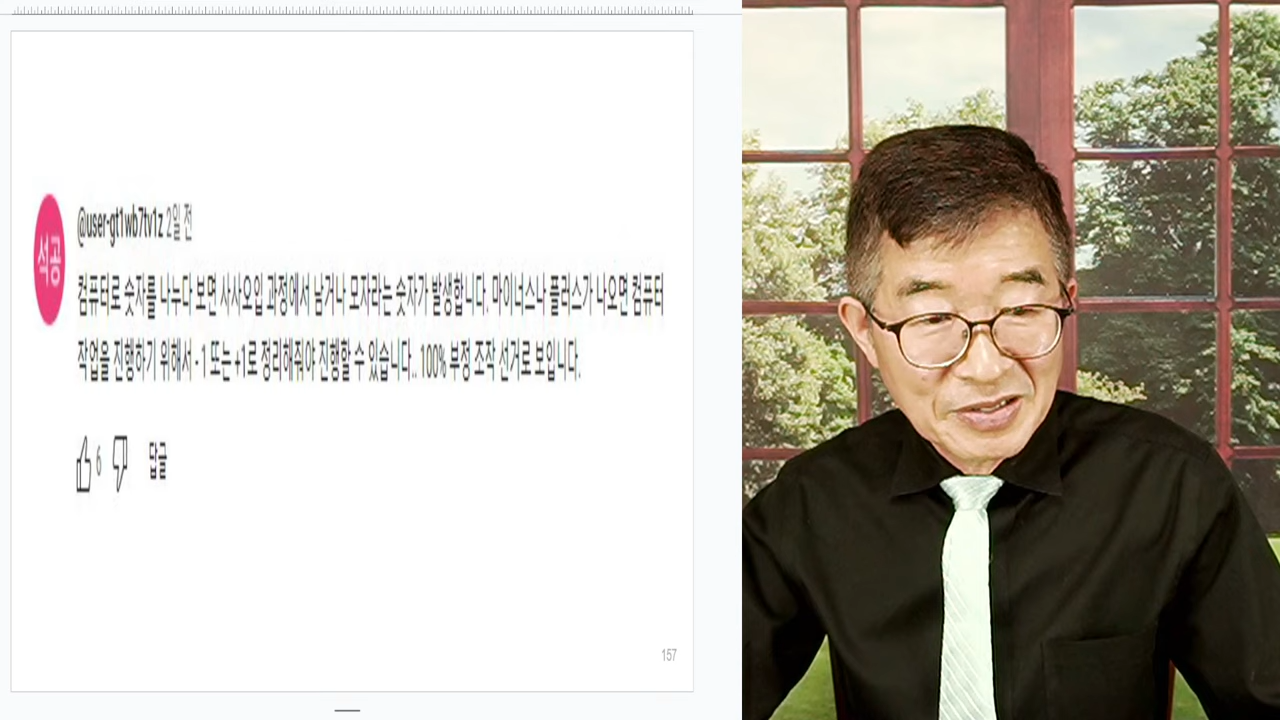 석공
@user-gt1wb7tv1z 2일 전
컴퓨터로 숫자를 나누다 보면 사사오입 과정에서 남거나 모자라는 숫자가 발생합니다. 마이너스나 플러스가 나오면 컴퓨터
작업을 진행하기 위해서 -1 또는 +1로 정리해줘야 진행할 수 있습니다.. 100% 부정 조작 선거로 보입니다.
6 답글
157